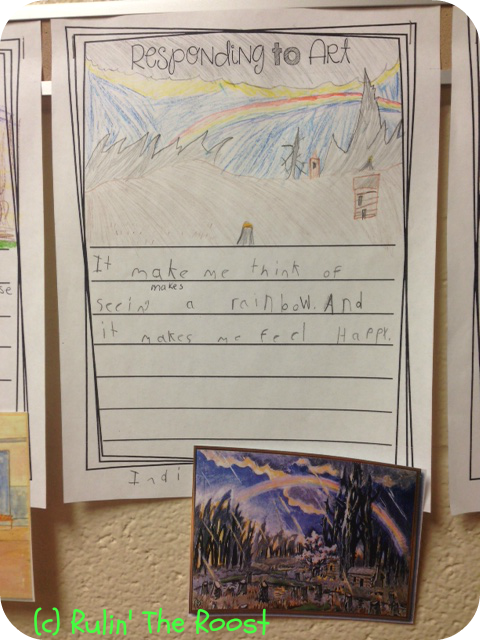 Responding to Art
It make me think of
makes
seein a rainbow. And
it makes me feel Happy.
Indi
se
(c) Rulin' The Roost